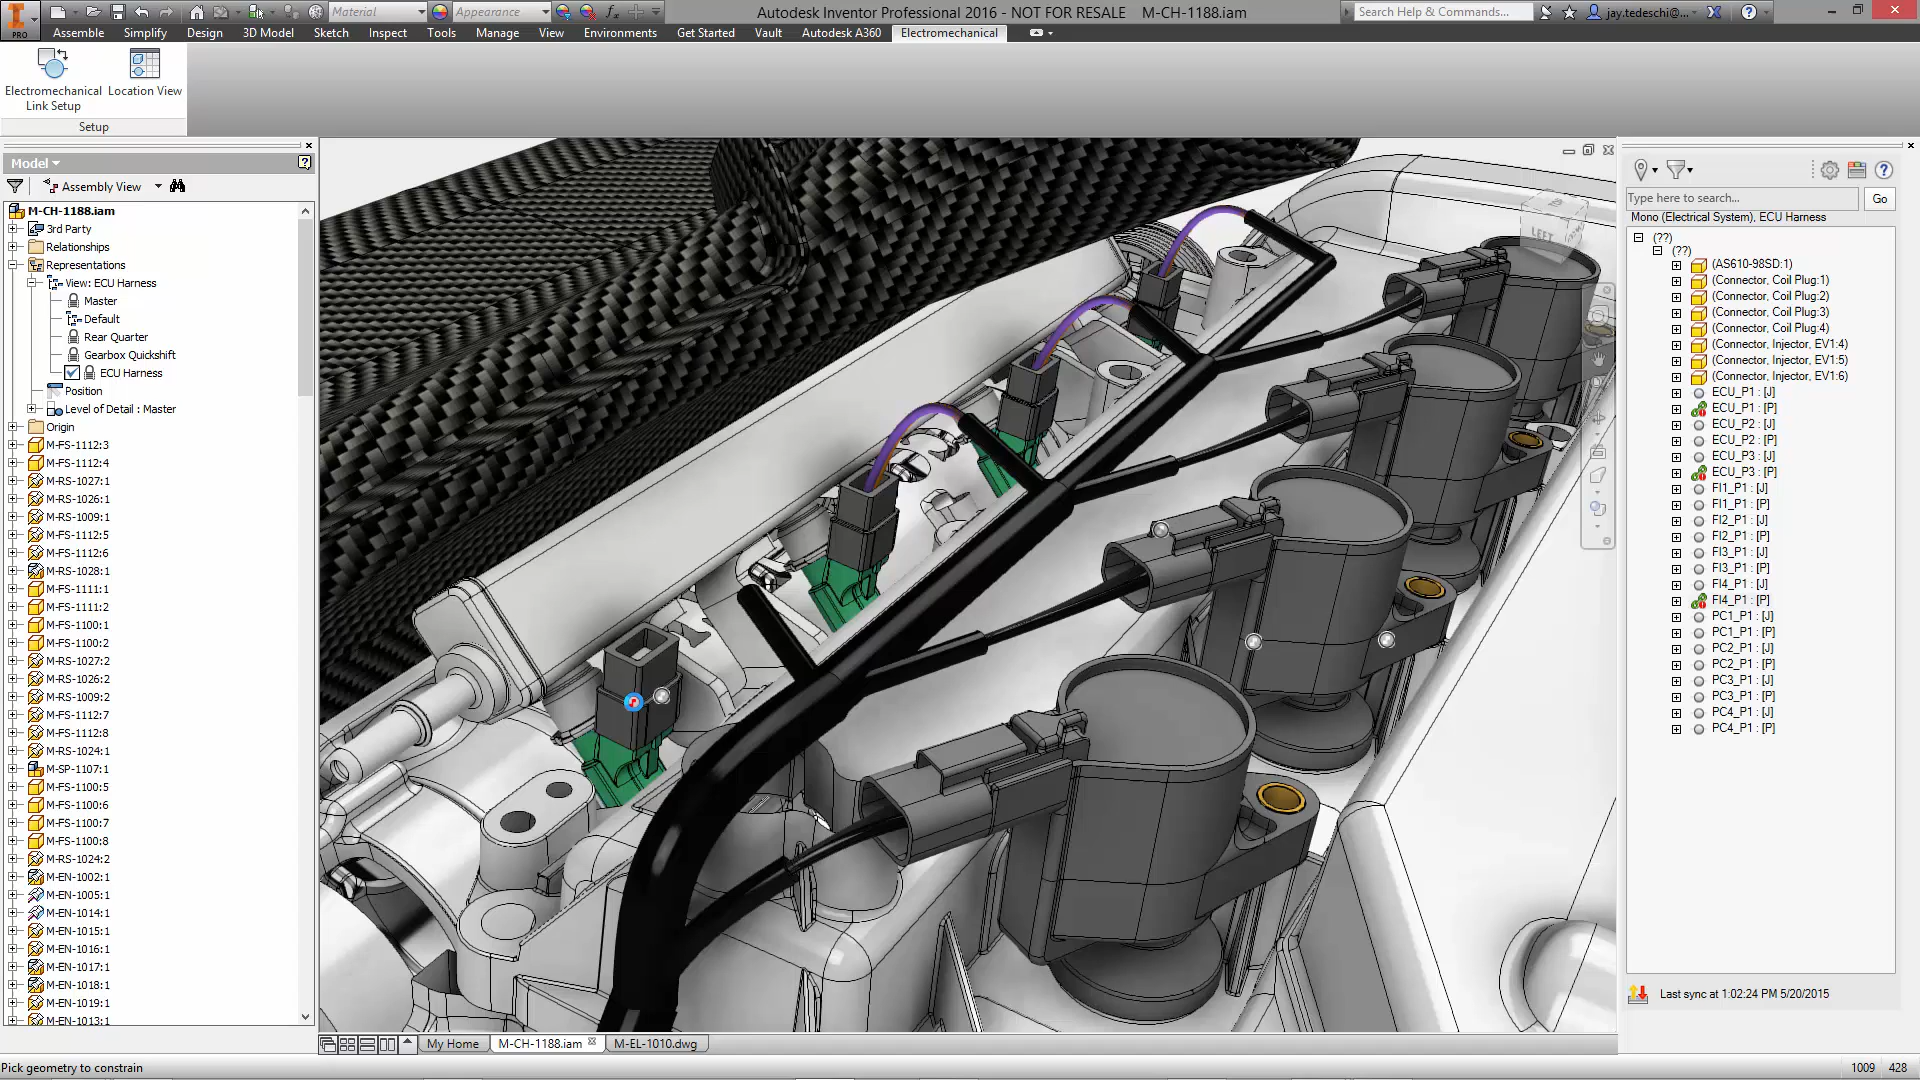 Material
Appearance
Autodesk Inventor Professional 2016 - NOT FOR RESALE M-CH-1188.iam
Search Help & Commands...
jay.tedeschi@...
PRO
Assemble Simplify Design 3D Model Sketch Inspect Tools Manage View Environments Get Started Vault Autodesk A360 Electromechanical
Electromechanical
Link Setup
Location View
Setup
Model
Assembly View
M-CH-1188.iam
3rd Party
Relationships
Representations
View: ECU Harness
Master
Default
Rear Quarter
Gearbox Quickshift
ECU Harness
Position
Level of Detail : Master
Origin
M-FS-1112:3
M-FS-1112:4
M-RS-1027:1
M-RS-1026:1
M-RS-1009:1
M-FS-1112:5
M-FS-1112:6
M-RS-1028:1
M-FS-1111:1
M-FS-1111:2
M-FS-1100:1
M-FS-1100:2
M-RS-1027:2
M-RS-1026:2
M-RS-1009:2
M-FS-1112:7
M-FS-1112:8
M-RS-1024:1
M-SP-1107:1
M-FS-1100:5
M-FS-1100:6
M-FS-1100:7
M-FS-1100:8
M-RS-1024:2
M-EN-1002:1
M-EN-1005:1
M-EN-1014:1
M-EN-1015:1
M-EN-1016:1
M-EN-1017:1
M-EN-1018:1
M-EN-1019:1
M-EN-1013:1
LEFT
Type here to search...
Go
Mono (Electrical System), ECU Harness
(??)
(??)
(AS610-98SD:1)
(Connector, Coil Plug:1)
(Connector, Coil Plug:2)
(Connector, Coil Plug:3)
(Connector, Coil Plug:4)
(Connector, Injector, EV1:4)
(Connector, Injector, EV1:5)
(Connector, Injector, EV1:6)
ECU_P1 : [J]
ECU_P1 : [P]
ECU_P2 : [J]
ECU_P2 : [P]
ECU_P3 : [J]
ECU_P3 : [P]
FI1_P1 : [J]
FI1_P1 : [P]
FI2_P1 : [J]
FI2_P1 : [P]
FI3_P1 : [J]
FI3_P1 : [P]
FI4_P1 : [J]
FI4_P1 : [P]
PC1_P1 : [J]
PC1_P1 : [P]
PC2_P1 : [J]
PC2_P1 : [P]
PC3_P1 : [J]
PC3_P1 : [P]
PC4_P1 : [J]
PC4_P1 : [P]
Last sync at 1:02:24 PM 5/20/2015
My Home M-CH-1188.iam M-EL-1010.dwg
Pick geometry to constrain
1009 428